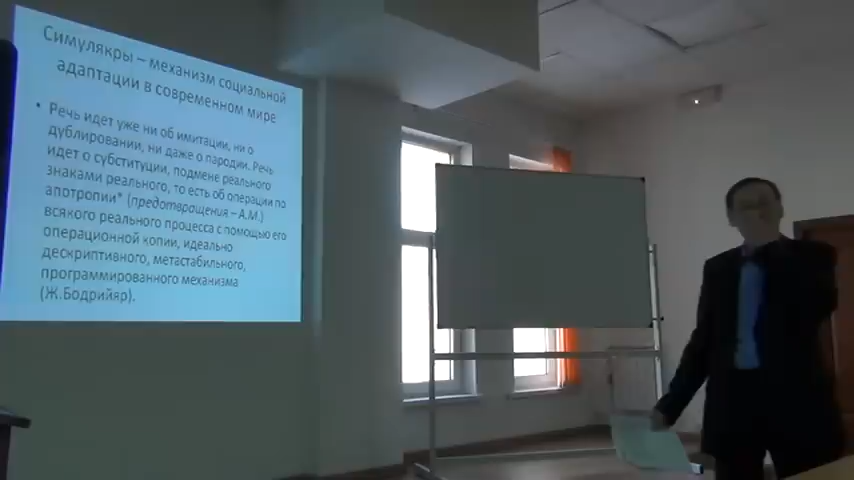 Симулякры – механизм социальной
адаптации в современном мире
• Речь идет уже ни об имитации, ни о
дублировании, ни даже о пародии. Речь
идет о субституции, подмене реального
знаками реального, то есть об операции по
апотропии* (предотвращения – А.М.)
всякого реального процесса с помощью его
операционной копии, идеально
дескриптивного, метастабильного,
программированного механизма
(Ж.Бодрийяр).